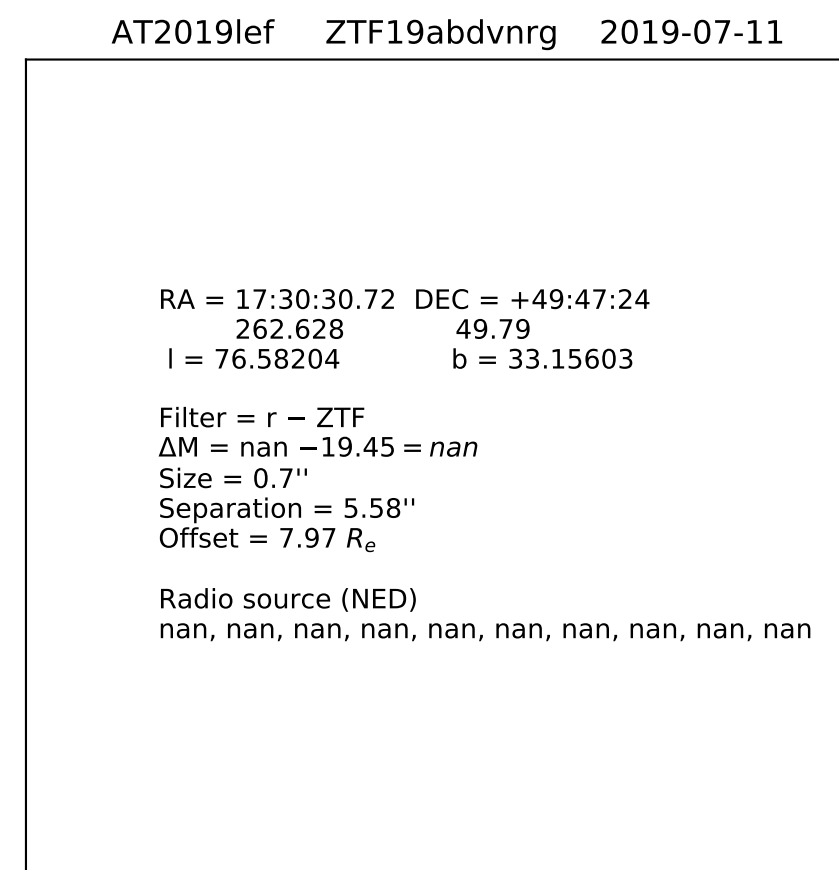 AT2019lef ZTF19abdvnrg 2019-07-11
RA = 17:30:30.72 DEC = +49:47:24
262.628 49.79
l = 76.58204 b = 33.15603
Filter = r − ZTF
ΔM = nan −19.45 = nan
Size = 0.7''
Separation = 5.58''
Offset = 7.97 Re
Radio source (NED)
nan, nan, nan, nan, nan, nan, nan, nan, nan, nan